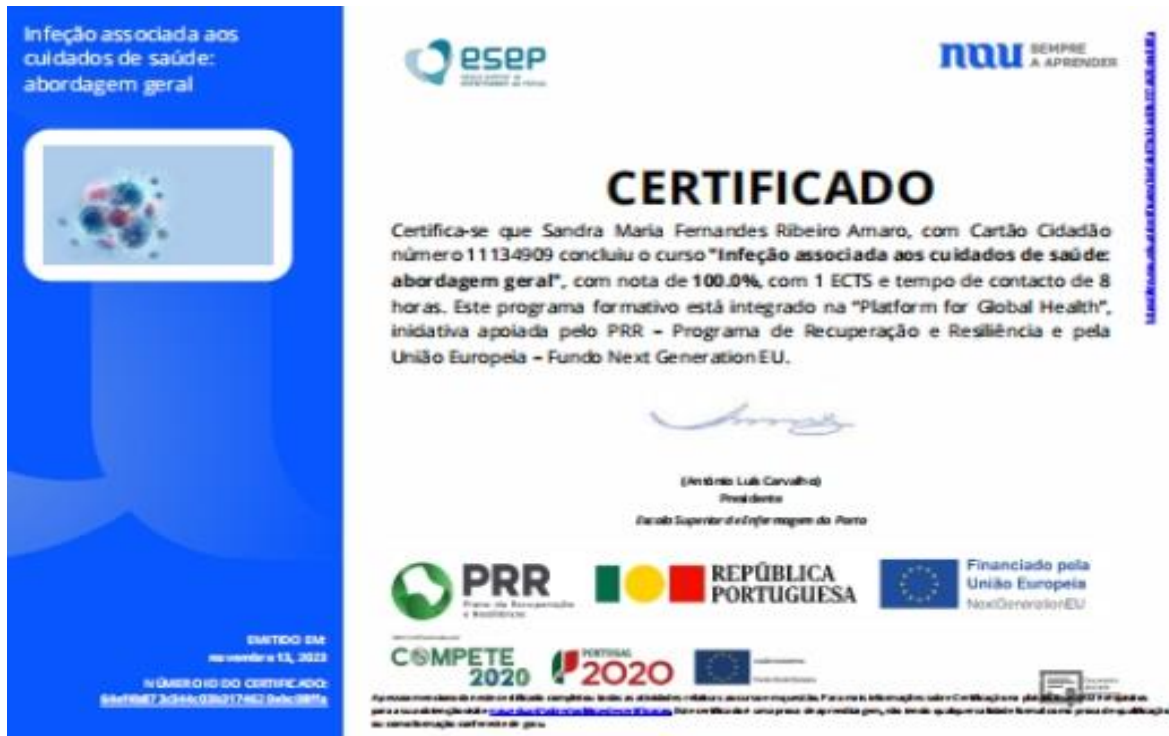 Infeção associada aos
cuidados de saúde:
abordagem geral
esep
nau SEMPRE
A APRENDER
CERTIFICADO
Certifica-se que Sandra Maria Fernandes Ribeiro Amaro, com Cartão Cidadão
número 11134909 concluiu o curso "Infeção associada aos cuidados de saúde:
abordagem geral", com nota de 100.0%, com 1 ECTS e tempo de contacto de 8
horas. Este programa formativo está integrado na "Platform for Global Health",
iniciativa apoiada pelo PRR – Programa de Recuperação e Resiliência e pela
União Europeia – Fundo Next Generation EU.
(António Luís Carvalho)
Presidente
Escola Superior de Enfermagem do Porto
PRR
Plano de Recuperação
e Resiliência
REPÚBLICA
PORTUGUESA
Financiado pela
União Europeia
NextGenerationEU
EMITIDO EM:
novembro 13, 2023
NÚMERO ID DO CERTIFICADO:
COMPETE
2020
PORTUGAL
2020